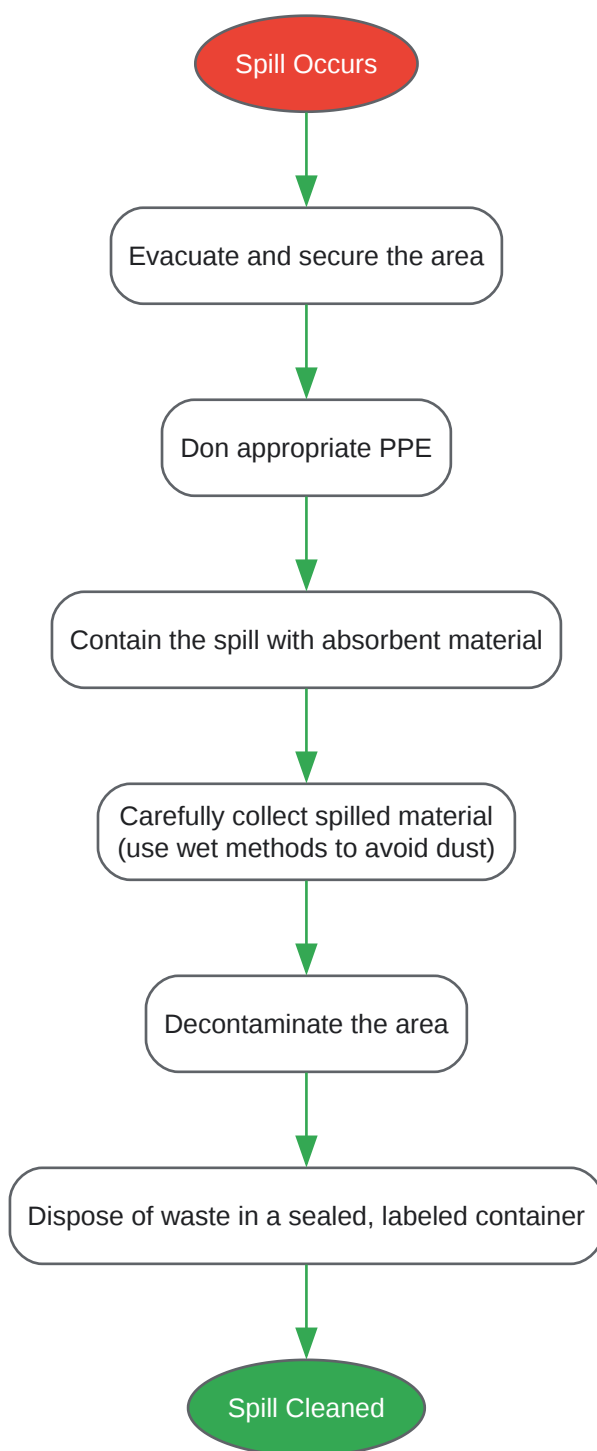 Spill Occurs
Evacuate and secure the area
Don appropriate PPE
Contain the spill with absorbent material
Carefully collect spilled material
(use wet methods to avoid dust)
Decontaminate the area
Dispose of waste in a sealed, labeled container
Spill Cleaned